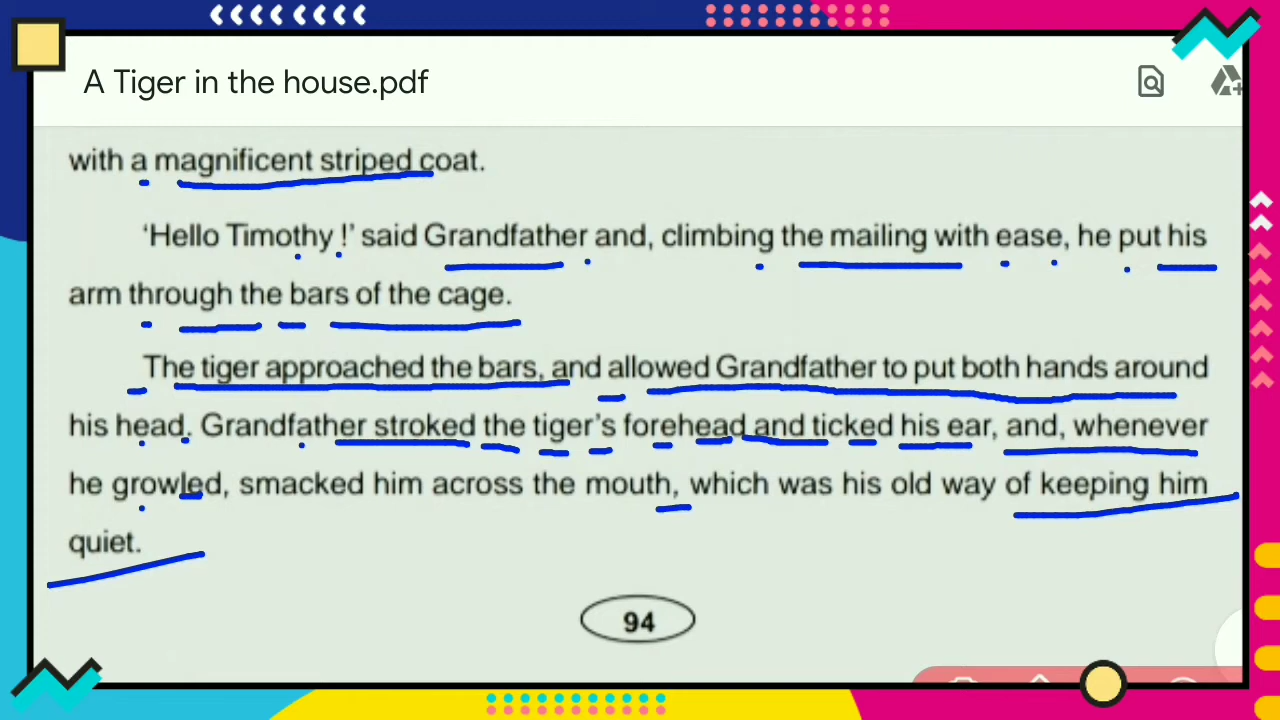 A Tiger in the house.pdf
with a magnificent striped coat.
‘Hello Timothy !’ said Grandfather and, climbing the mailing with ease, he put his
arm through the bars of the cage.
The tiger approached the bars, and allowed Grandfather to put both hands around
his head. Grandfather stroked the tiger’s forehead and ticked his ear, and, whenever
he growled, smacked him across the mouth, which was his old way of keeping him
quiet.
94